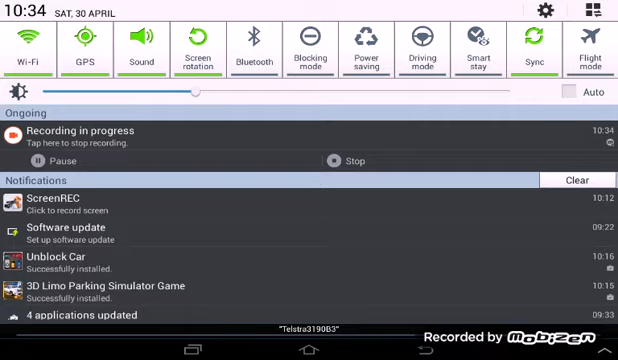 10:34 SAT, 30 APRIL
Wi-Fi GPS Sound Screen rotation Bluetooth Blocking mode Power saving Driving mode Smart stay Sync Flight mode
Auto
Ongoing
Recording in progress 10:34
Tap here to stop recording.
Pause Stop
Notifications Clear
ScreenREC 10:12
Click to record screen
Software update 09:22
Set up software update
Unblock Car 10:16
Successfully installed.
3D Limo Parking Simulator Game 10:15
Successfully installed.
4 applications updated 09:33
"Telstra3190B3"
Recorded by MOBIZEN